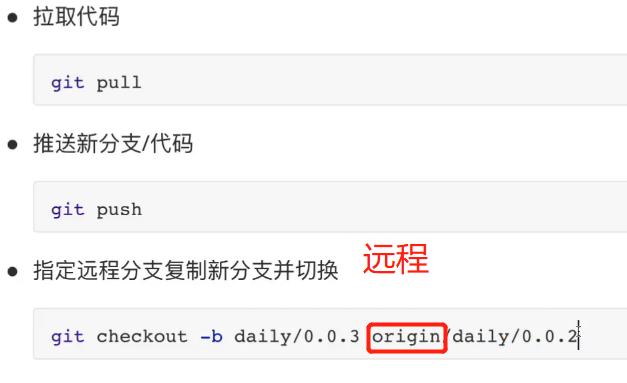 拉取代码
git pull
推送新分支/代码
git push
指定远程分支复制新分支并切换 远程
git checkout -b daily/0.0.3 origin/daily/0.0.2